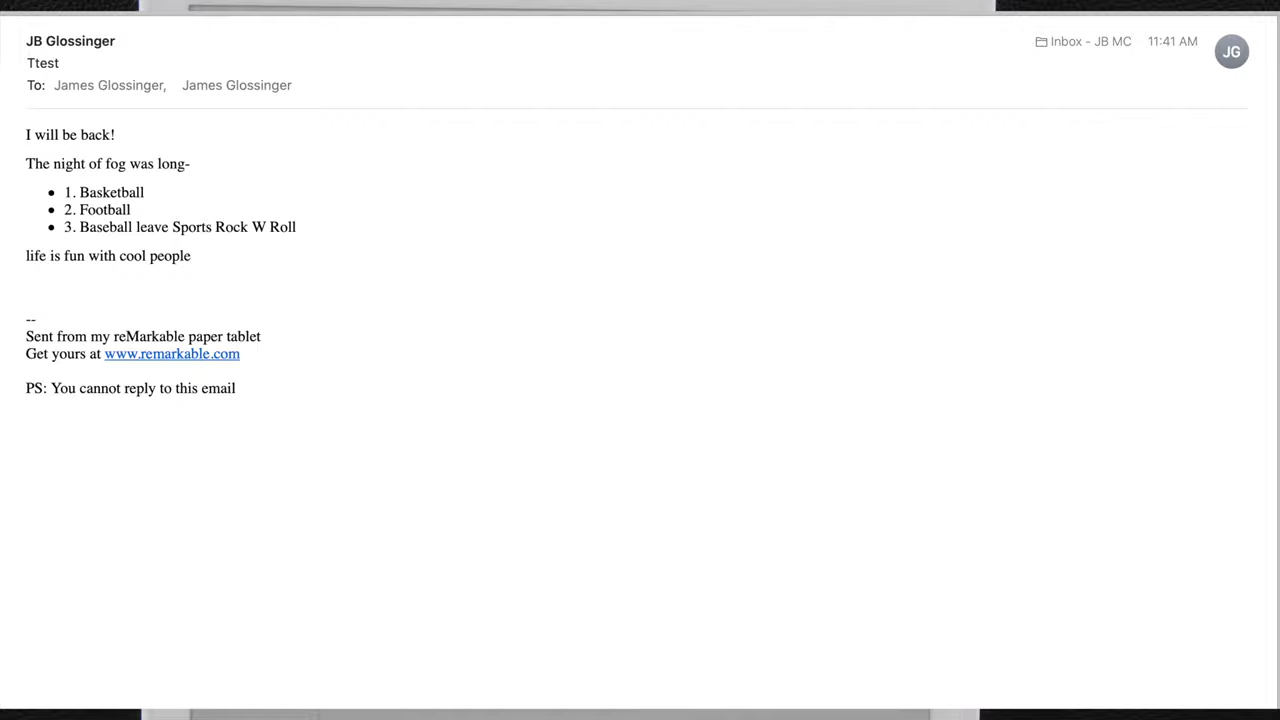 JB Glossinger
Inbox - JB MC 11:41 AM
JG
Ttest
To: James Glossinger, James Glossinger
I will be back!
The night of fog was long-
• 1. Basketball
• 2. Football
• 3. Baseball leave Sports Rock W Roll
life is fun with cool people
--
Sent from my reMarkable paper tablet
Get yours at www.remarkable.com
PS: You cannot reply to this email